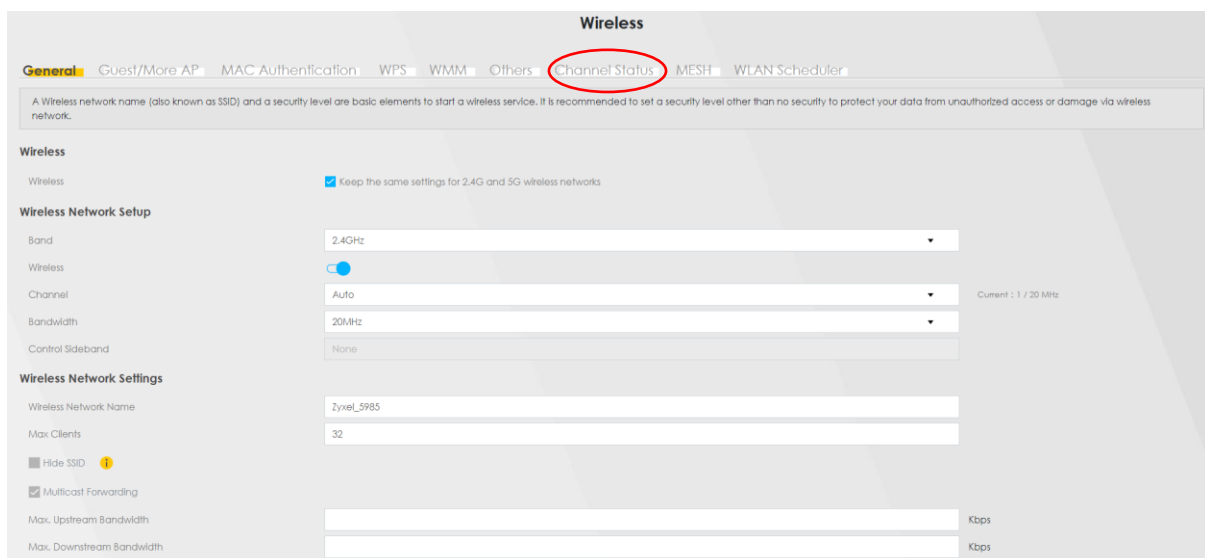 Wireless
General Guest/More AP MAC Authentication WPS WMM Others Channel Status MESH WLAN Scheduler
A Wireless network name (also known as SSID) and a security level are basic elements to start a wireless service. It is recommended to set a security level other than no security to protect your data from unauthorized access or damage via wireless
network.
Wireless
Wireless Keep the same settings for 2.4G and 5G wireless networks
Wireless Network Setup
Band 2.4GHz
Wireless
Channel Auto Current : 1 / 20 MHz
Bandwidth 20MHz
Control Sideband None
Wireless Network Settings
Wireless Network Name Zyxel_5985
Max Clients 32
Hide SSID i
Multicast Forwarding
Max. Upstream Bandwidth Kbps
Max. Downstream Bandwidth Kbps